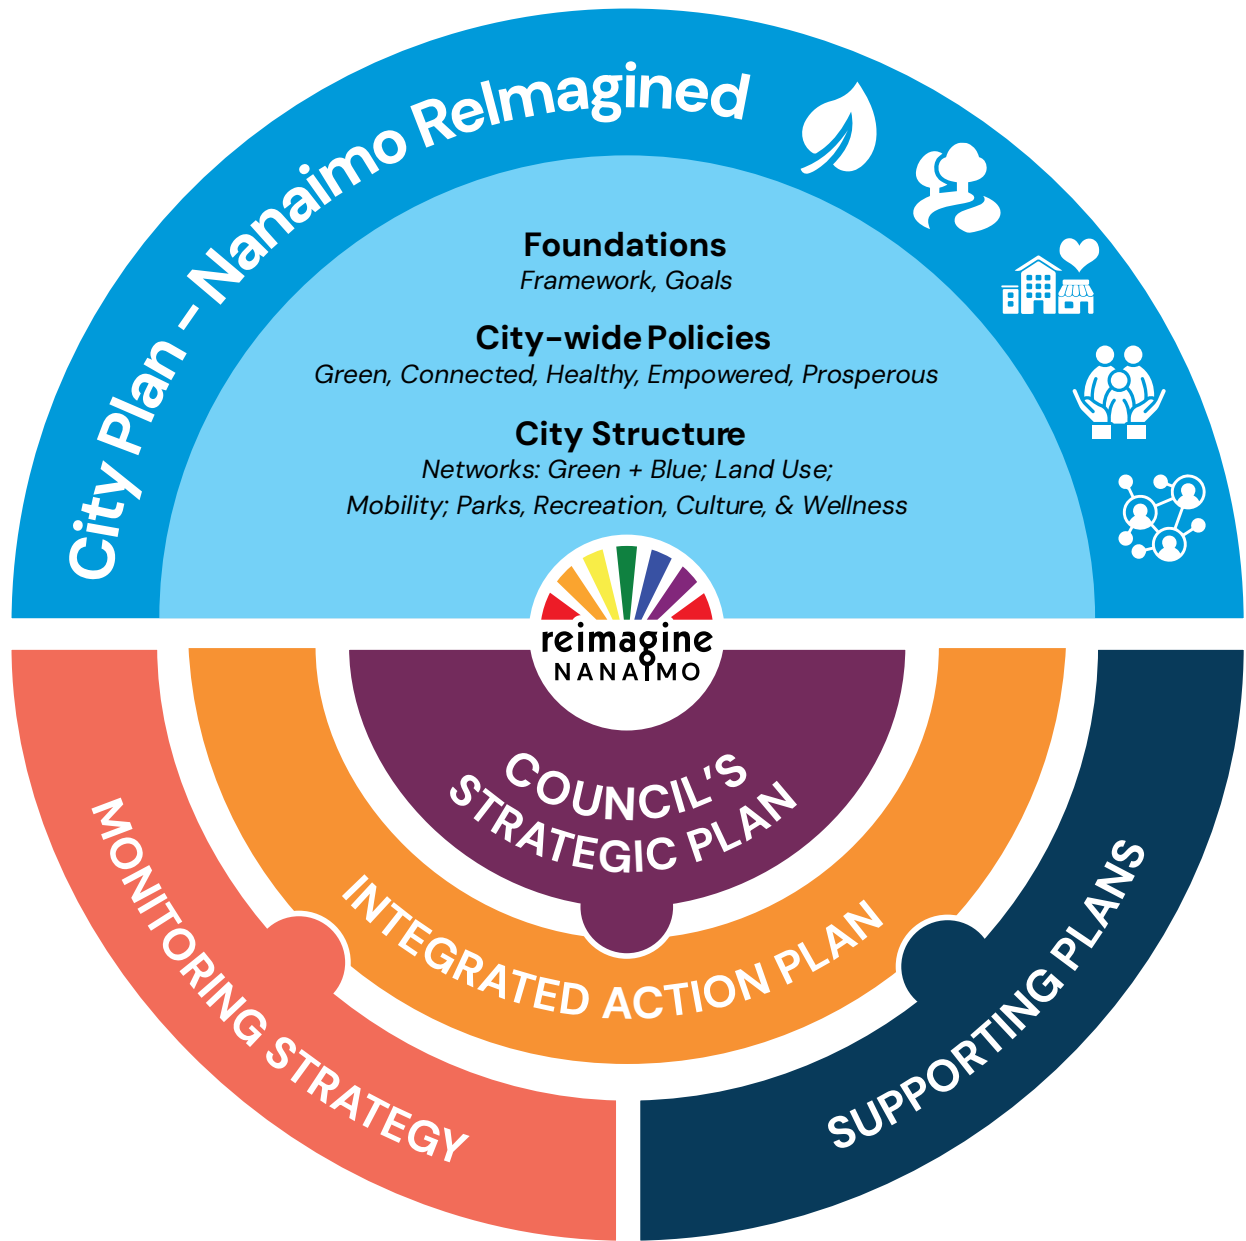 City Plan – Nanaimo ReImagined
Foundations
Framework, Goals
City-wide Policies
Green, Connected, Healthy, Empowered, Prosperous
City Structure
Networks: Green + Blue; Land Use;
Mobility; Parks, Recreation, Culture, & Wellness
reimagine
NANAIMO
COUNCIL’S
STRATEGIC PLAN
INTEGRATED ACTION PLAN
MONITORING STRATEGY
SUPPORTING PLANS